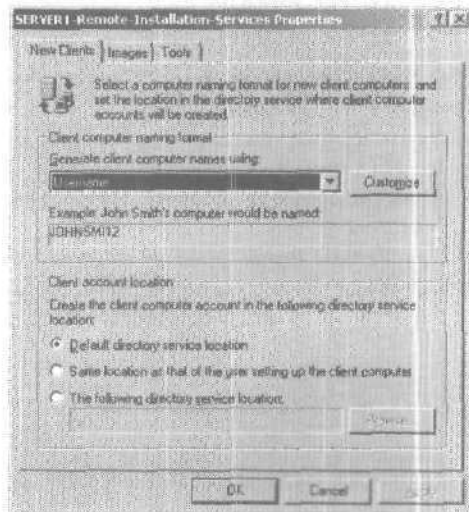 SERVER1-Remote-Installation-Services Properties
New Clients Images Tools
Select a computer naming format for new client computers, and
set the location in the directory service where client computer
accounts will be created.
Client computer naming format
Generate client computer names using:
Username
Customize
Example: John Smith's computer would be named:
JOHNSMI12
Client account location
Create the client computer account in the following directory service
location:
Default directory service location
Same location as that of the user setting up the client computer
The following directory service location:
Browse...
OK Cancel Apply